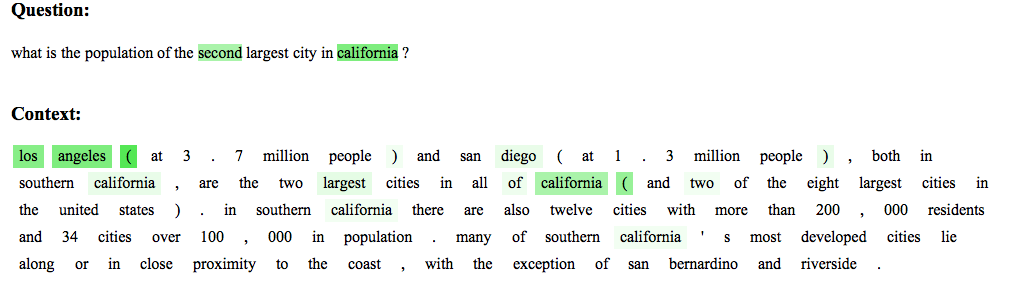 Question:
what is the population of the second largest city in california ?
Context:
los angeles ( at 3 . 7 million people ) and san diego ( at 1 . 3 million people ) , both in
southern california , are the two largest cities in all of california ( and two of the eight largest cities in
the united states ) . in southern california there are also twelve cities with more than 200 , 000 residents
and 34 cities over 100 , 000 in population . many of southern california ' s most developed cities lie
along or in close proximity to the coast , with the exception of san bernardino and riverside .